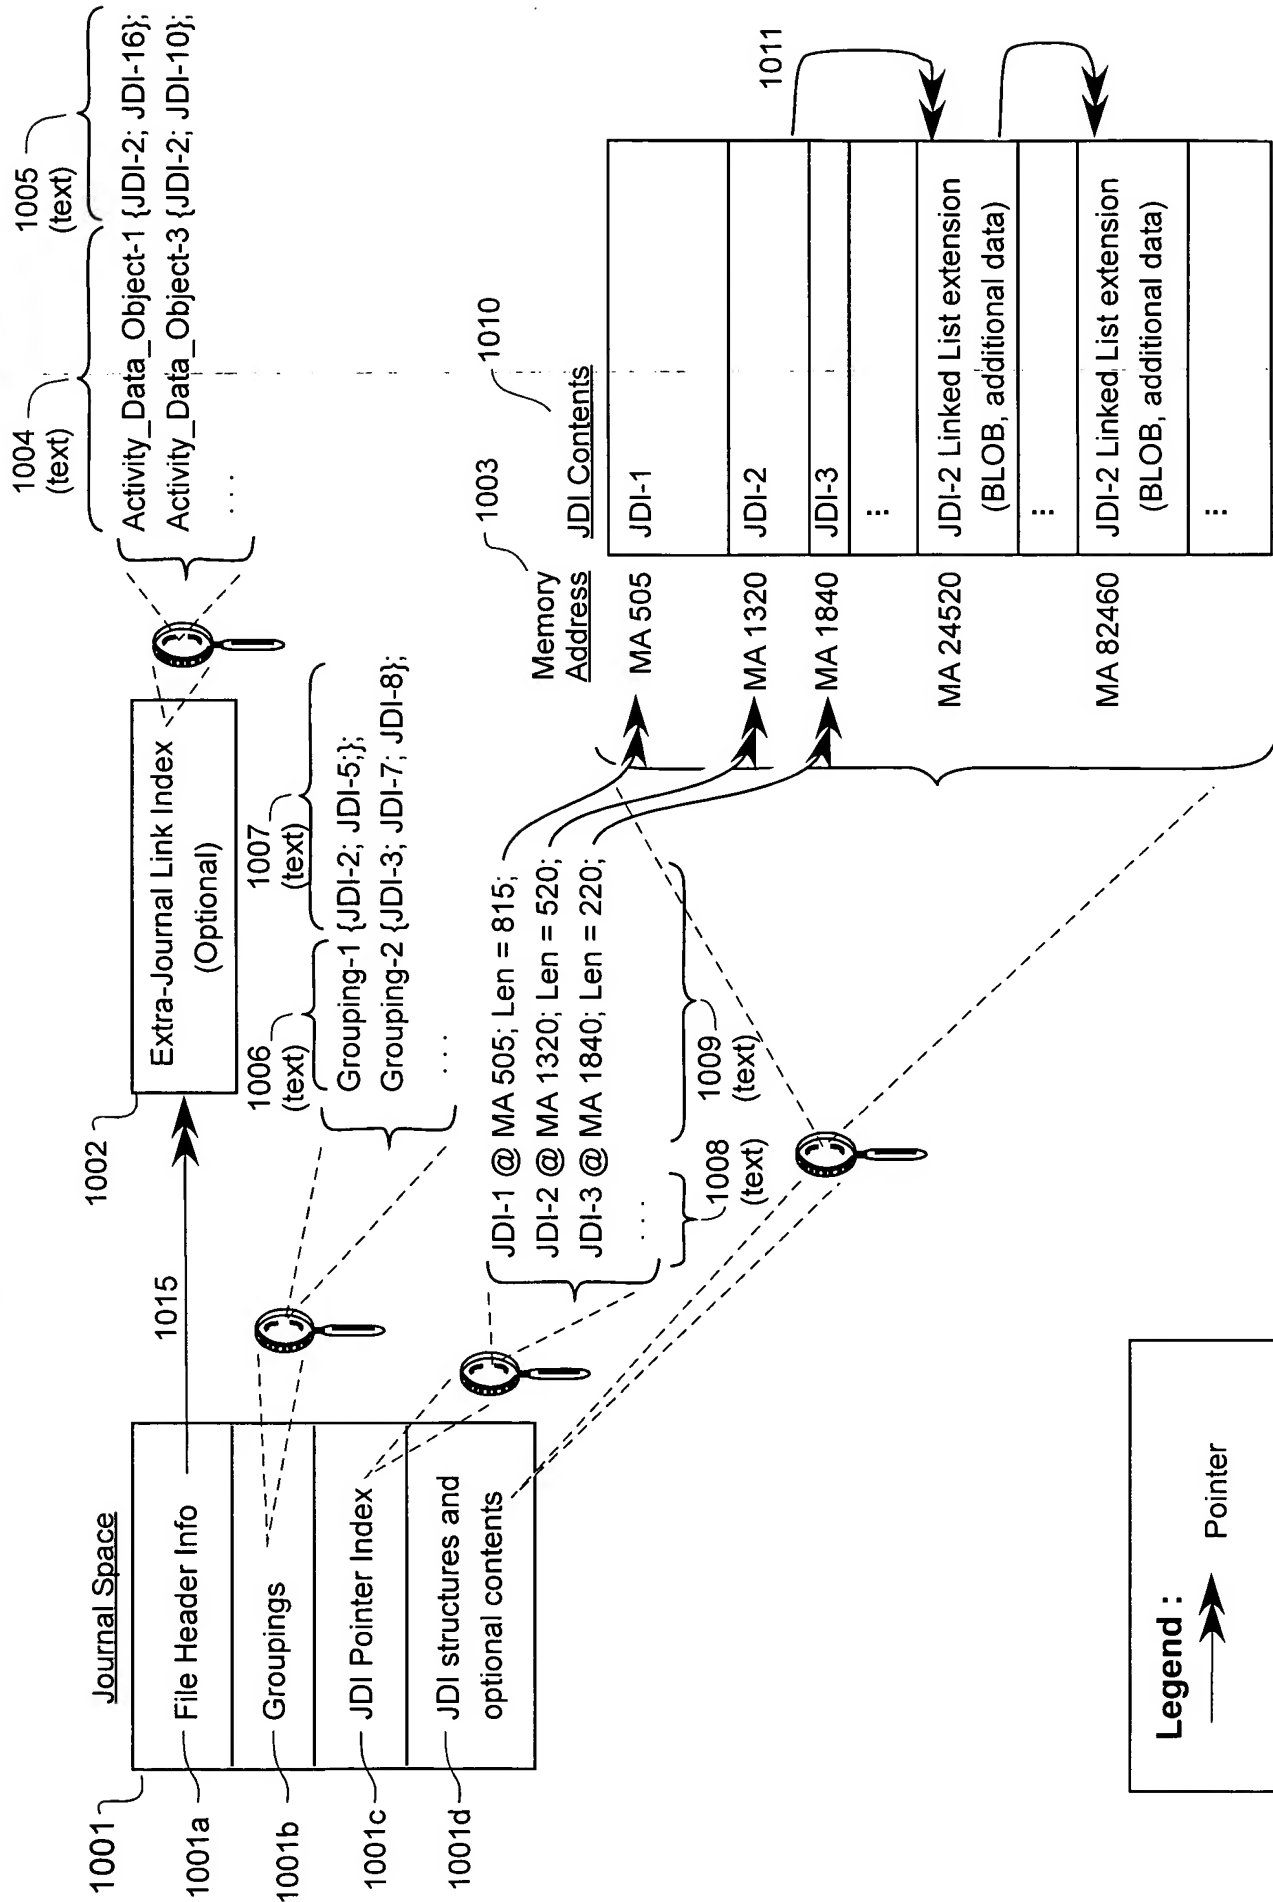 Journal Space
1001
1001a
File Header Info
1001b
Groupings
1001c
JDI Pointer Index
1001d
JDI structures and
optional contents
1015
1002
Extra-Journal Link Index
(Optional)
1004
(text)
1005
(text)
Activity_Data_Object-1 {JDI-2; JDI-16};
Activity_Data_Object-3 {JDI-2; JDI-10};
. . . .
1006
(text)
1007
(text)
Grouping-1 {JDI-2; JDI-5;};
Grouping-2 {JDI-3; JDI-7; JDI-8};
. . . .
JDI-1 @ MA 505; Len = 815;
JDI-2 @ MA 1320; Len = 520;
JDI-3 @ MA 1840; Len = 220;
. . . .
1008
(text)
1009
(text)
1003
Memory
Address
JDI Contents
1010
MA 505
JDI-1
MA 1320
JDI-2
MA 1840
JDI-3
...
1011
MA 24520
JDI-2 Linked List extension
(BLOB, additional data)
...
MA 82460
JDI-2 Linked List extension
(BLOB, additional data)
...
Legend :
Pointer